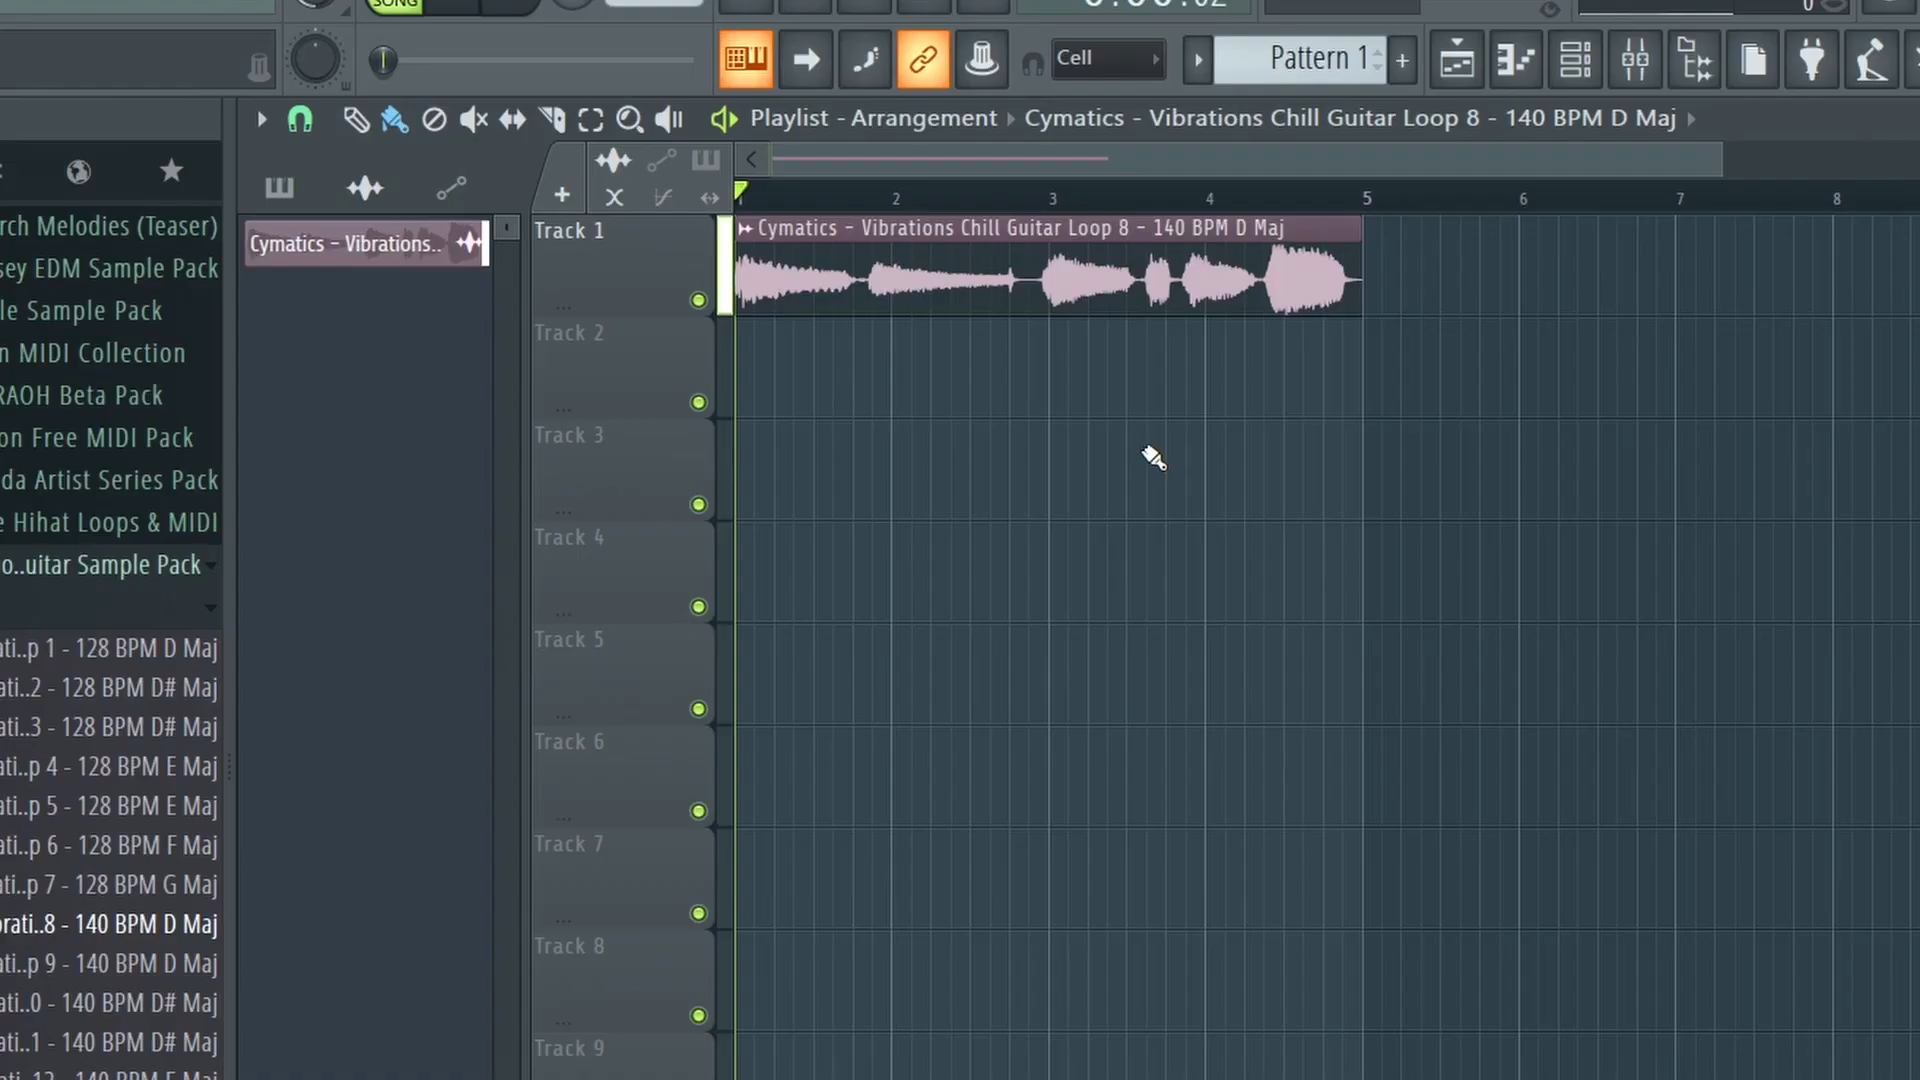 SONG
Cell
Pattern 1
+
0
Playlist - Arrangement › Cymatics - Vibrations Chill Guitar Loop 8 - 140 BPM D Maj
2 3 4 5 6 7 8
Cymatics - Vibrations..
Track 1
Cymatics - Vibrations Chill Guitar Loop 8 - 140 BPM D Maj
Track 2
Track 3
Track 4
Track 5
Track 6
Track 7
Track 8
Track 9
rch Melodies (Teaser)
sey EDM Sample Pack
le Sample Pack
n MIDI Collection
RAOH Beta Pack
on Free MIDI Pack
da Artist Series Pack
e Hihat Loops & MIDI
o..uitar Sample Pack
ati..p 1 - 128 BPM D Maj
ati..2 - 128 BPM D# Maj
ati..3 - 128 BPM D# Maj
ati..p 4 - 128 BPM E Maj
ati..p 5 - 128 BPM E Maj
ati..p 6 - 128 BPM F Maj
ati..p 7 - 128 BPM G Maj
rati..8 - 140 BPM D Maj
ati..p 9 - 140 BPM D Maj
ati..0 - 140 BPM D# Maj
ati..1 - 140 BPM D# Maj